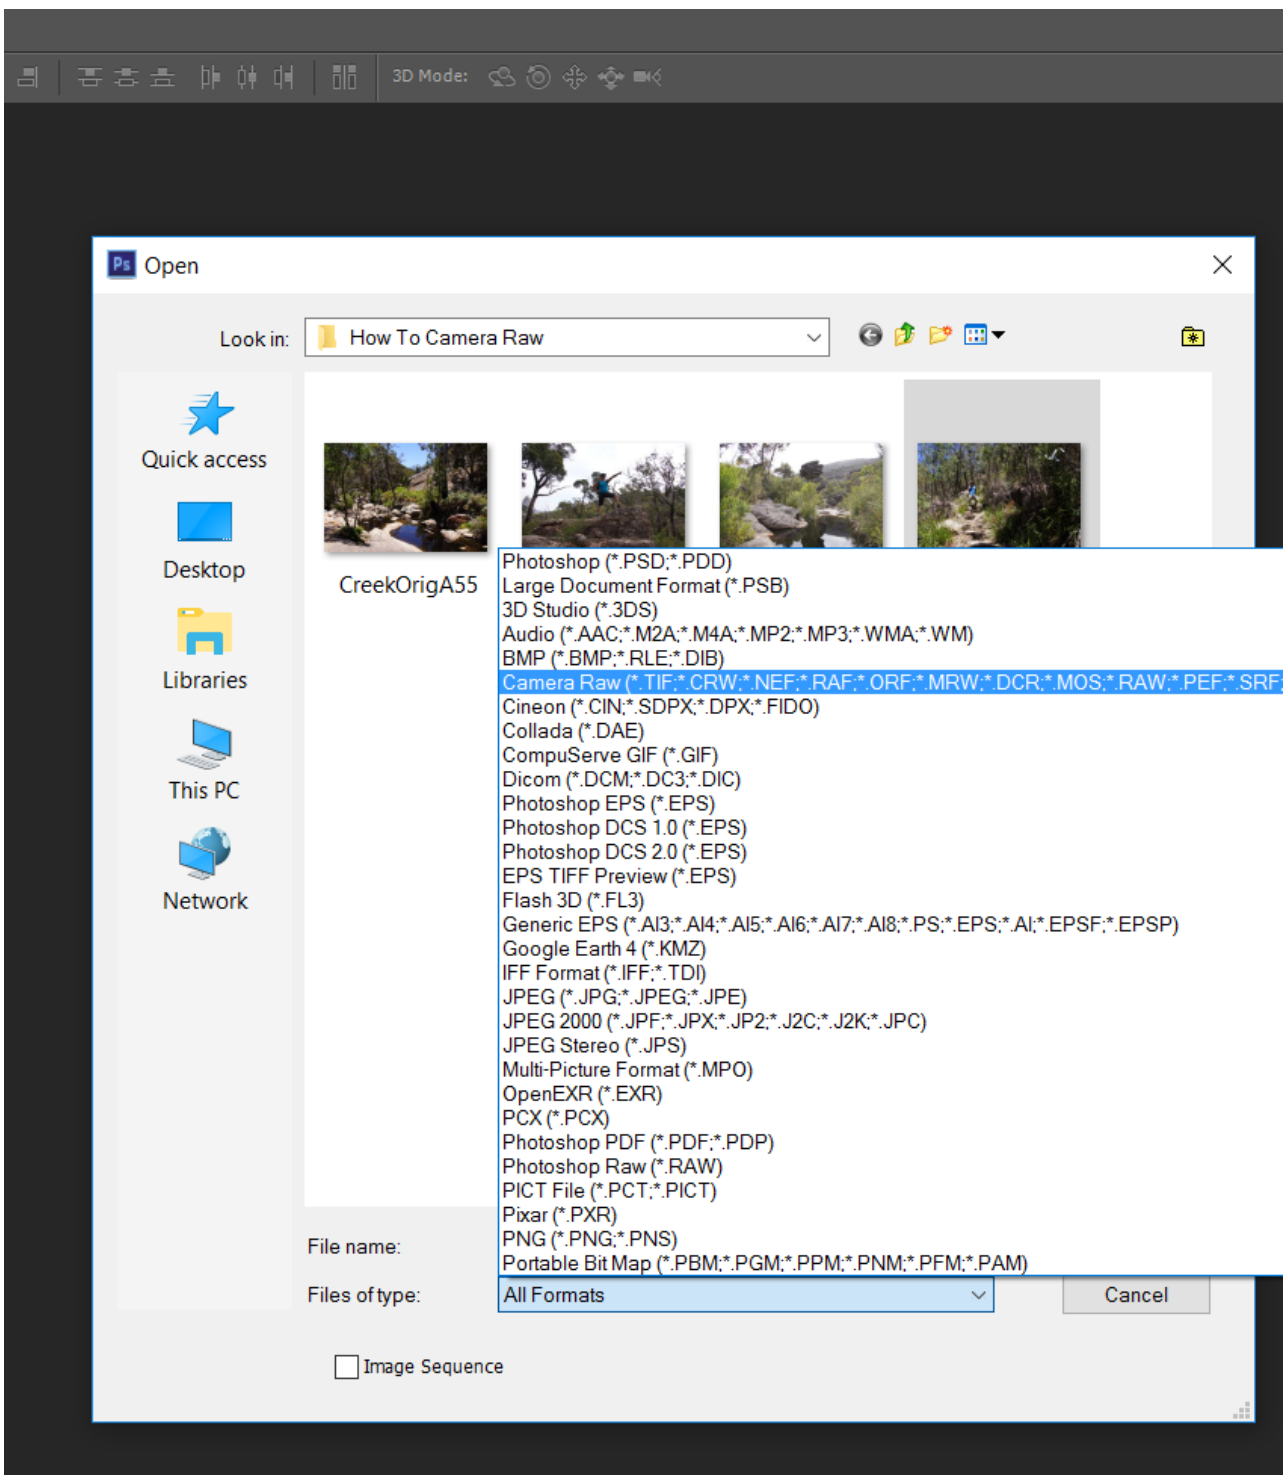 3D Mode:
Ps Open
Look in: How To Camera Raw
Quick access
Desktop
Libraries
This PC
Network
CreekOrigA55
Photoshop (*.PSD;*.PDD)
Large Document Format (*.PSB)
3D Studio (*.3DS)
Audio (*.AAC;*.M2A;*.M4A;*.MP2;*.MP3;*.WMA;*.WM)
BMP (*.BMP;*.RLE;*.DIB)
Camera Raw (*.TIF;*.CRW;*.NEF;*.RAF;*.ORF;*.MRW;*.DCR;*.MOS;*.RAW;*.PEF;*.SRF;
Cineon (*.CIN;*.SDPX;*.DPX;*.FIDO)
Collada (*.DAE)
CompuServe GIF (*.GIF)
Dicom (*.DCM;*.DC3;*.DIC)
Photoshop EPS (*.EPS)
Photoshop DCS 1.0 (*.EPS)
Photoshop DCS 2.0 (*.EPS)
EPS TIFF Preview (*.EPS)
Flash 3D (*.FL3)
Generic EPS (*.AI3;*.AI4;*.AI5;*.AI6;*.AI7;*.AI8;*.PS;*.EPS;*.AI;*.EPSF;*.EPSP)
Google Earth 4 (*.KMZ)
IFF Format (*.IFF;*.TDI)
JPEG (*.JPG;*.JPEG;*.JPE)
JPEG 2000 (*.JPF;*.JPX;*.JP2;*.J2C;*.J2K;*.JPC)
JPEG Stereo (*.JPS)
Multi-Picture Format (*.MPO)
OpenEXR (*.EXR)
PCX (*.PCX)
Photoshop PDF (*.PDF;*.PDP)
Photoshop Raw (*.RAW)
PICT File (*.PCT;*.PICT)
Pixar (*.PXR)
PNG (*.PNG;*.PNS)
Portable Bit Map (*.PBM;*.PGM;*.PPM;*.PNM;*.PFM;*.PAM)
File name:
Files of type: All Formats Cancel
Image Sequence